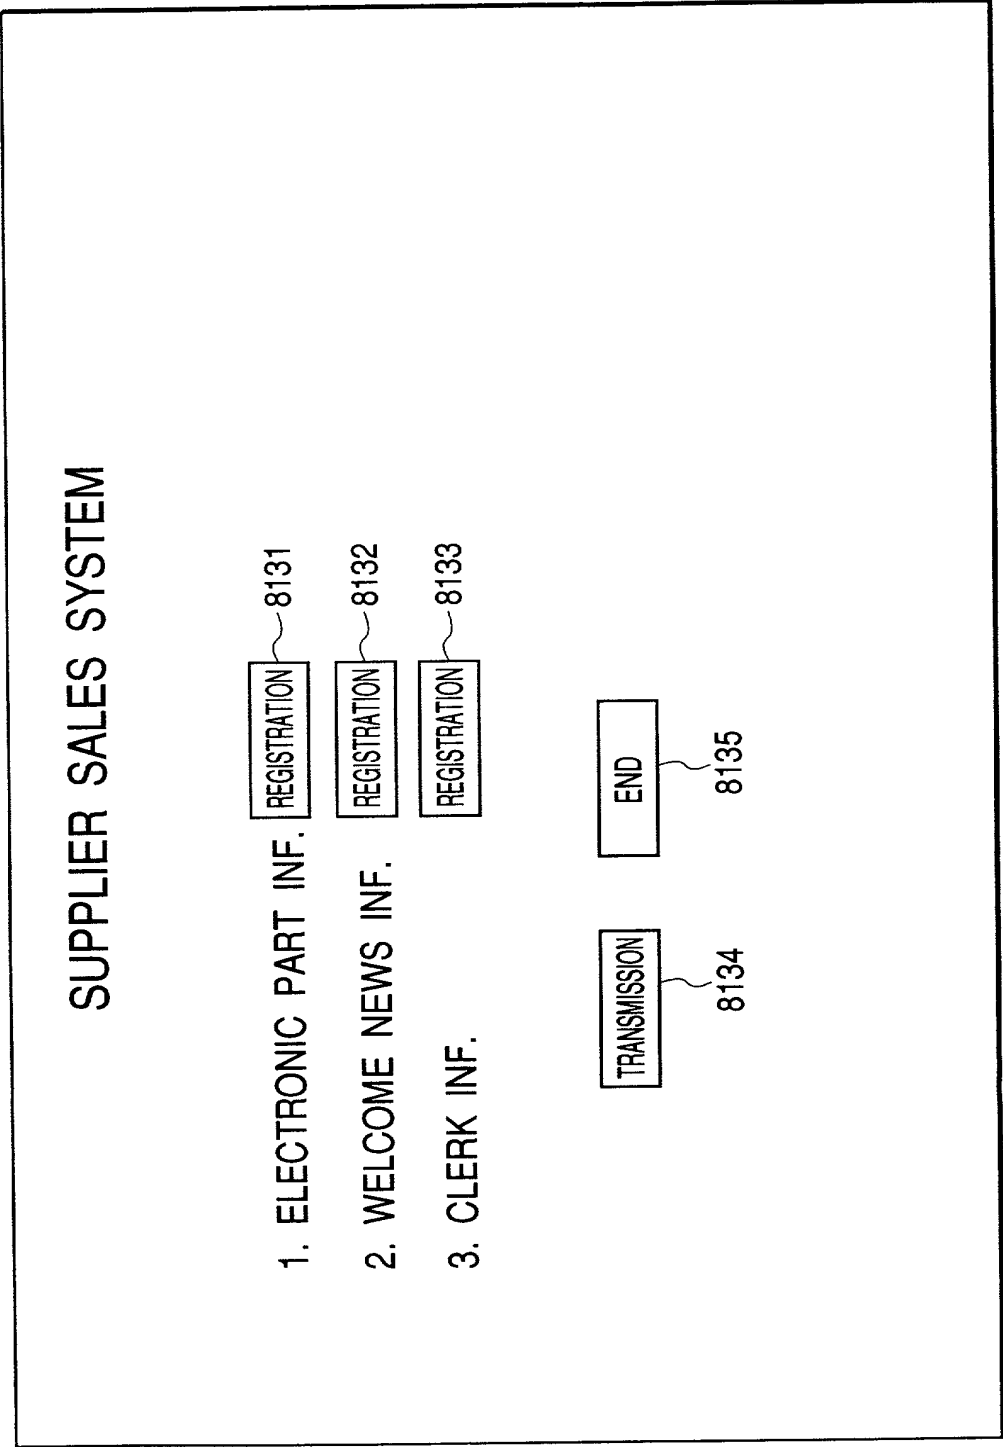 SUPPLIER SALES SYSTEM
1. ELECTRONIC PART INF. REGISTRATION 8131
2. WELCOME NEWS INF. REGISTRATION 8132
3. CLERK INF. REGISTRATION 8133
TRANSMISSION END
8134 8135